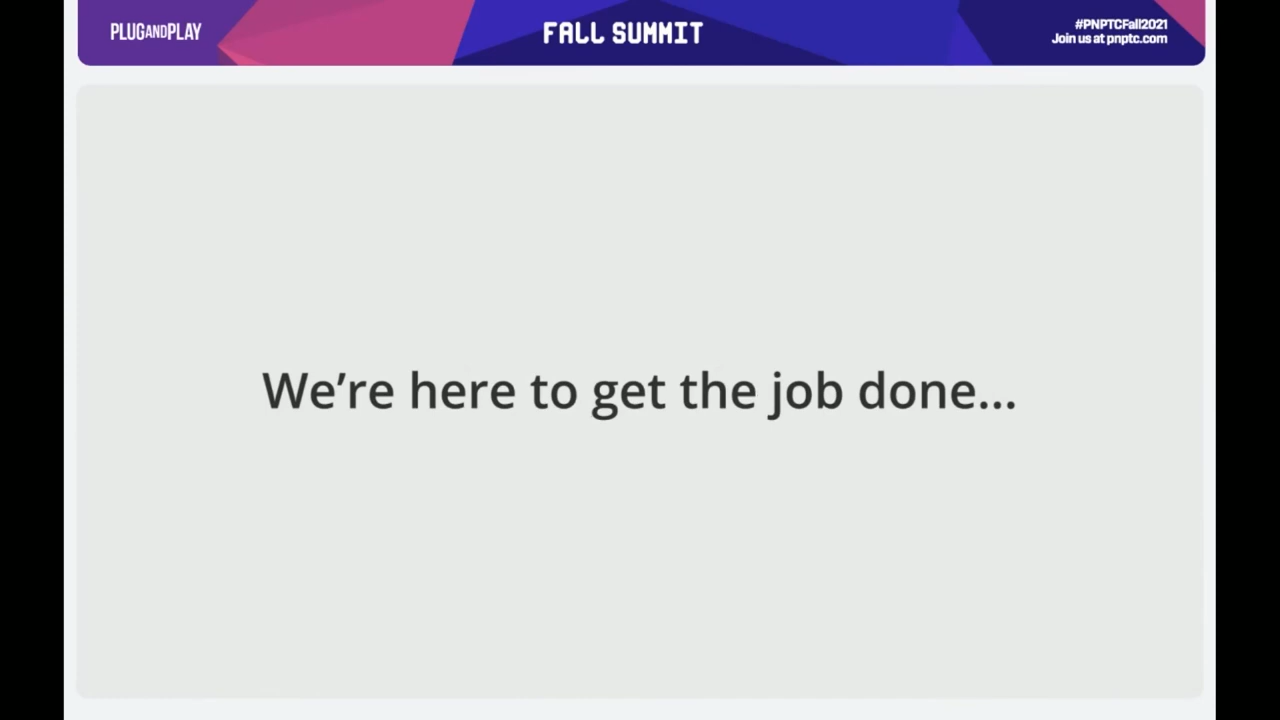 PLUGANDPLAY
FALL SUMMIT
#PNPTCFall2021
Join us at pnptc.com
We’re here to get the job done...